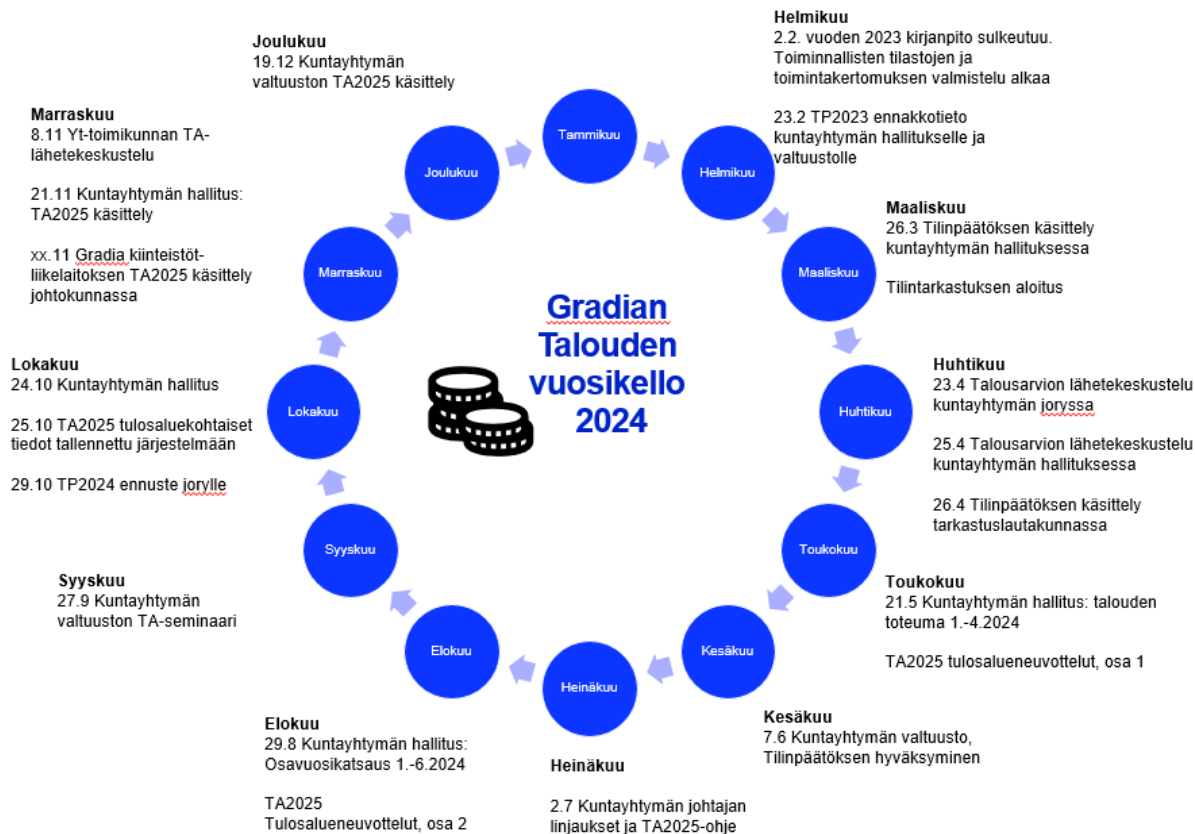 Gradian
Talouden
vuosikello
2024
Tammikuu
Helmikuu
Maaliskuu
Huhtikuu
Toukokuu
Kesäkuu
Heinäkuu
Elokuu
Syyskuu
Lokakuu
Marraskuu
Joulukuu
Helmikuu
2.2. vuoden 2023 kirjanpito sulkeutuu.
Toiminnallisten tilastojen ja
toimintakertomuksen valmistelu alkaa
23.2 TP2023 ennakkotieto
kuntayhtymän hallitukselle ja
valtuustolle
Maaliskuu
26.3 Tilinpäätöksen käsittely
kuntayhtymän hallituksessa
Tilintarkastuksen aloitus
Huhtikuu
23.4 Talousarvion lähetekeskustelu
kuntayhtymän joryssa
25.4 Talousarvion lähetekeskustelu
kuntayhtymän hallituksessa
26.4 Tilinpäätöksen käsittely
tarkastuslautakunnassa
Toukokuu
21.5 Kuntayhtymän hallitus: talouden
toteuma 1.-4.2024
TA2025 tulosalueneuvottelut, osa 1
Kesäkuu
7.6 Kuntayhtymän valtuusto,
Tilinpäätöksen hyväksyminen
Heinäkuu
2.7 Kuntayhtymän johtajan
linjaukset ja TA2025-ohje
Elokuu
29.8 Kuntayhtymän hallitus:
Osavuosikatsaus 1.-6.2024
TA2025
Tulosalueneuvottelut, osa 2
Syyskuu
27.9 Kuntayhtymän
valtuuston TA-seminaari
Lokakuu
24.10 Kuntayhtymän hallitus
25.10 TA2025 tulosaluekohtaiset
tiedot tallennettu järjestelmään
29.10 TP2024 ennuste jorylle
Marraskuu
8.11 Yt-toimikunnan TA-
lähetekeskustelu
21.11 Kuntayhtymän hallitus:
TA2025 käsittely
xx.11 Gradia kiinteistöt-
liikelaitoksen TA2025 käsittely
johtokunnassa
Joulukuu
19.12 Kuntayhtymän
valtuuston TA2025 käsittely